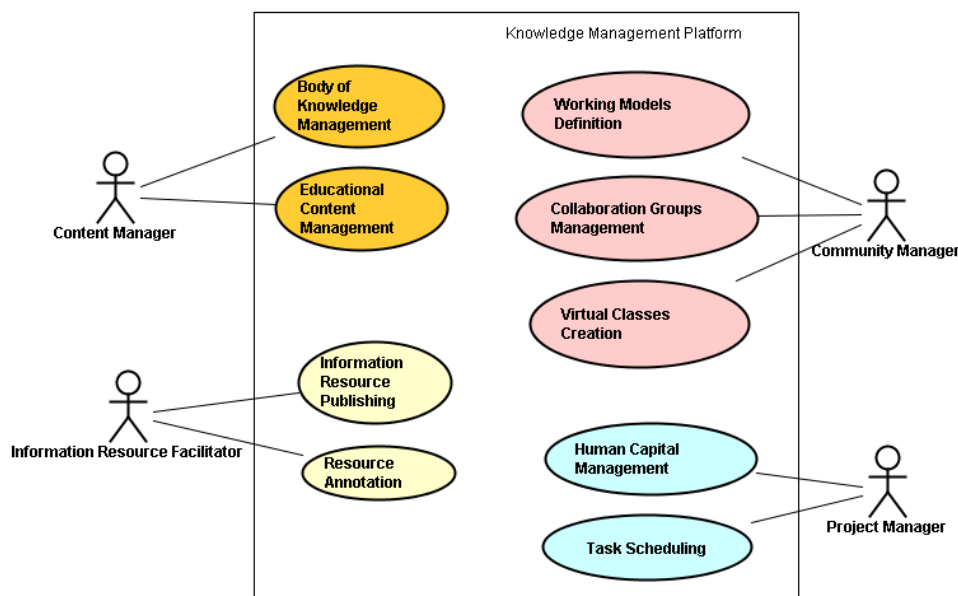 Knowledge Management Platform
Body of
Knowledge
Management
Educational
Content
Management
Content Manager
Working Models
Definition
Collaboration Groups
Management
Virtual Classes
Creation
Community Manager
Information
Resource
Publishing
Resource
Annotation
Information Resource Facilitator
Human Capital
Management
Task Scheduling
Project Manager